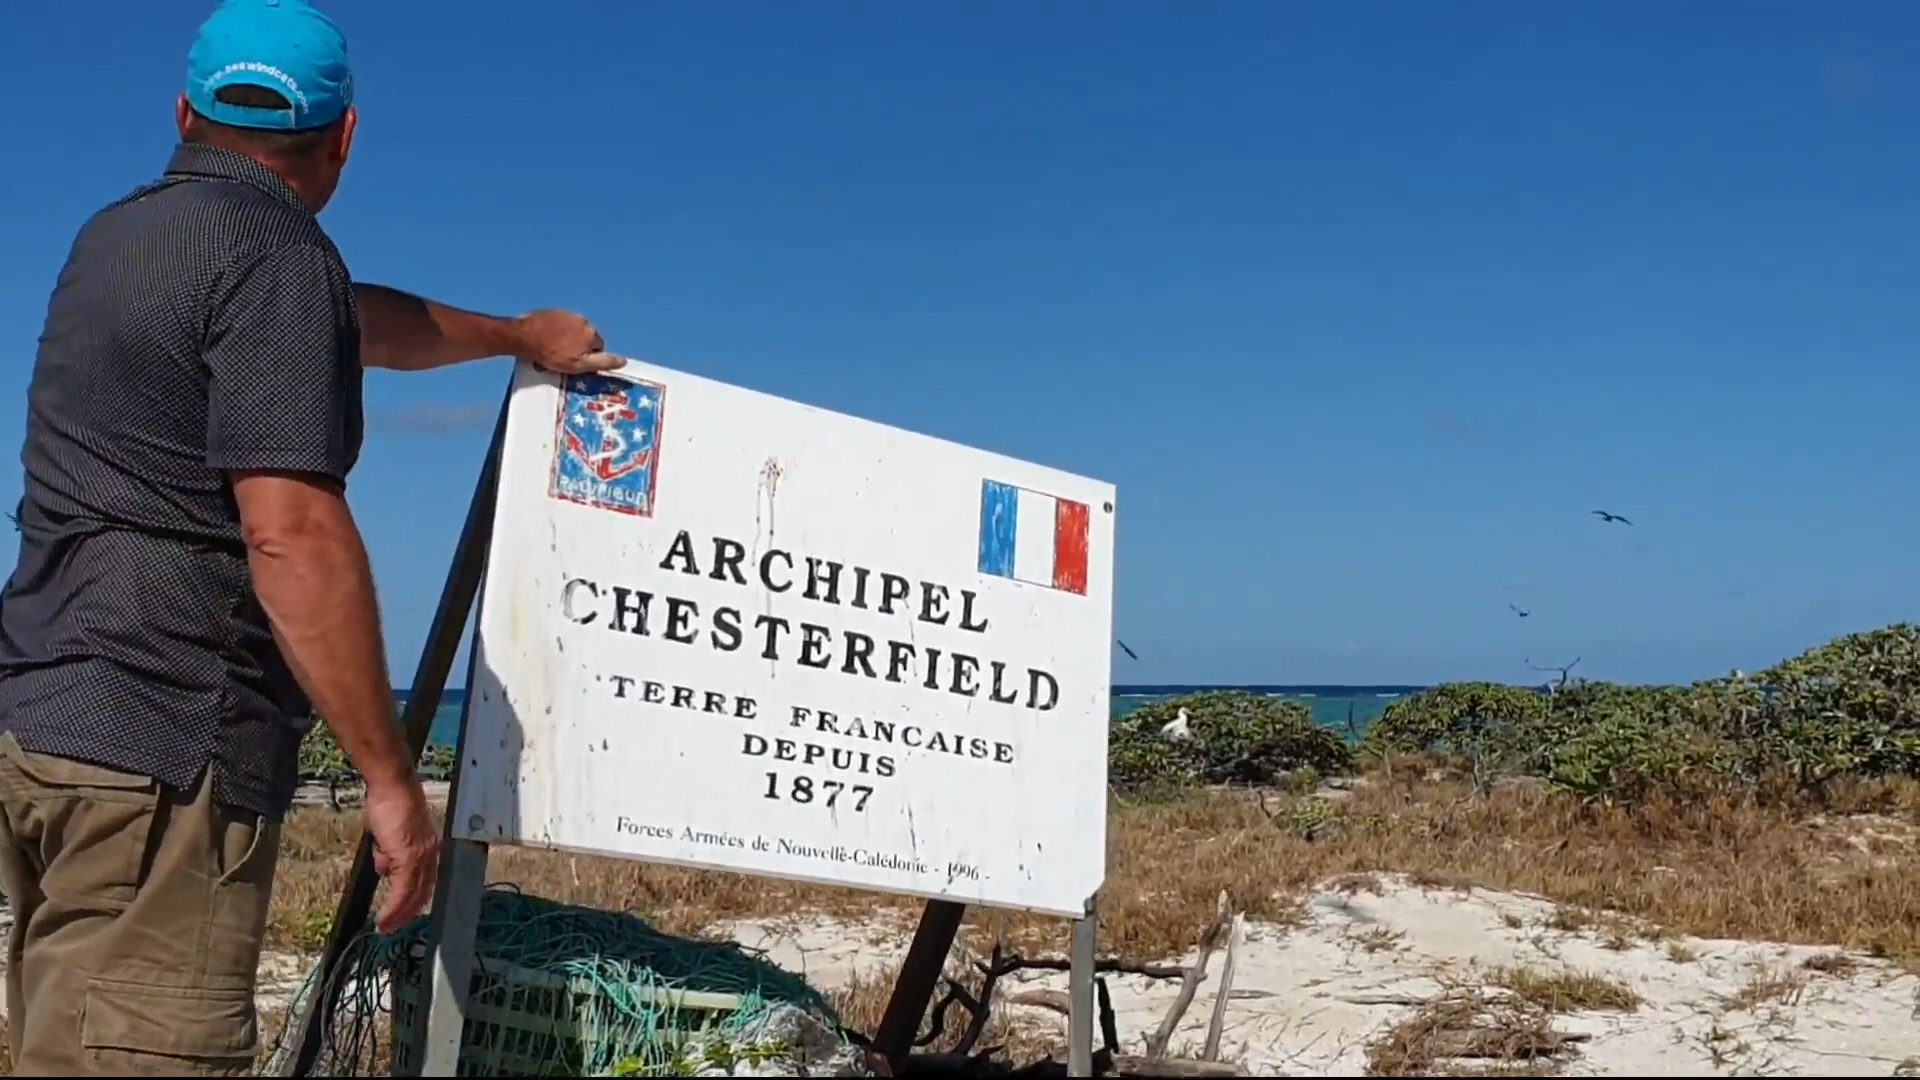 ARCHIPEL
CHESTERFIELD
TERRE FRANCAISE
DEPUIS
1877
Forces Armées de Nouvelle-Calédonie - 1996 -